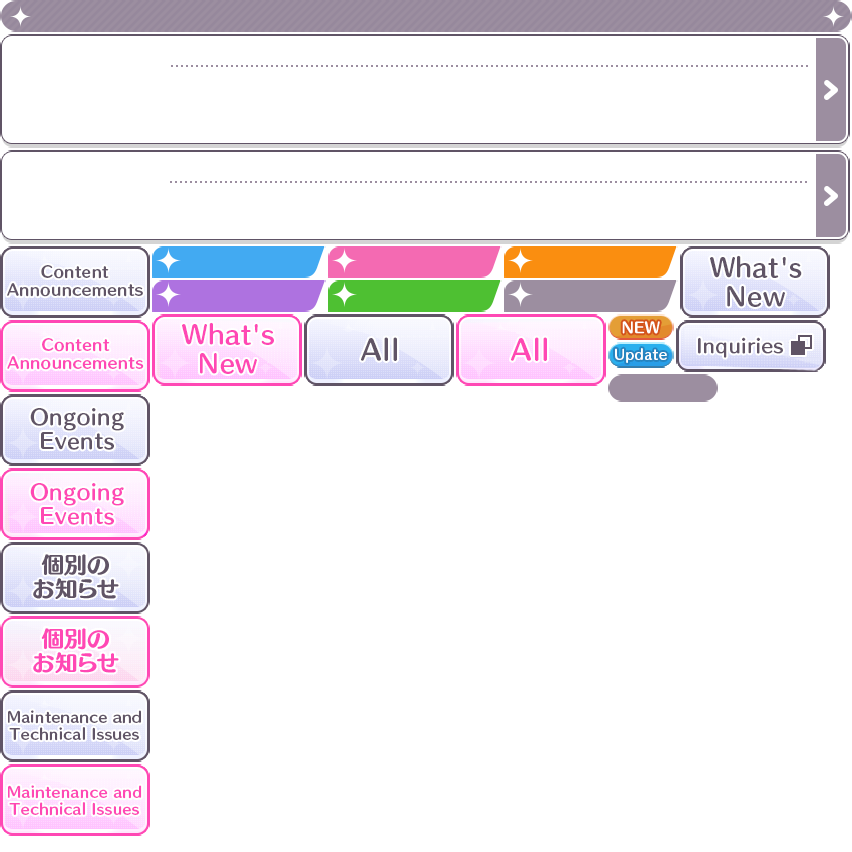 Content
Announcements
What's
New
Content
Announcements
What's
New
All
All
NEW
Update
Inquiries
Ongoing
Events
Ongoing
Events
個別の
お知らせ
個別の
お知らせ
Maintenance and
Technical Issues
Maintenance and
Technical Issues